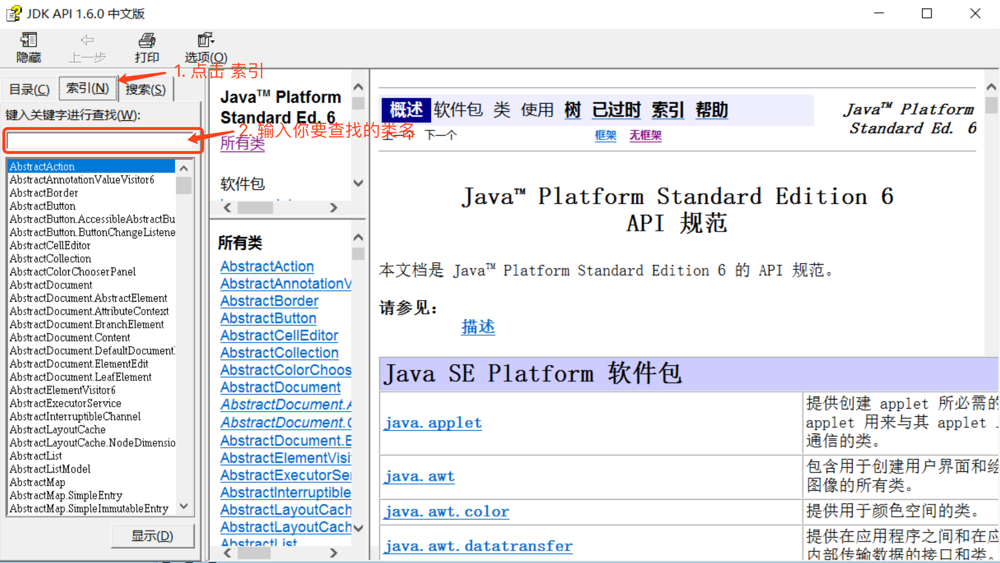 JDK API 1.6.0 中文版
隐藏
上一步
打印
选项(O)
1. 点击 索引
目录(C)
索引(N)
搜索(S)
键入关键字进行查找(W):
2. 输入你要查找的类名
AbstractAction
AbstractAnnotationValueVisitor6
AbstractBorder
AbstractButton
AbstractButton.AccessibleAbstractBu
AbstractButton.ButtonChangeListene
AbstractCellEditor
AbstractCollection
AbstractColorChooserPanel
AbstractDocument
AbstractDocument.AbstractElement
AbstractDocument.AttributeContext
AbstractDocument.BranchElement
AbstractDocument.Content
AbstractDocument.DefaultDocument
AbstractDocument.ElementEdit
AbstractDocument.LeafElement
AbstractElementVisitor6
AbstractExecutorService
AbstractInterruptibleChannel
AbstractLayoutCache
AbstractLayoutCache.NodeDimensio
AbstractList
AbstractListModel
AbstractMap
AbstractMap.SimpleEntry
AbstractMap.SimpleImmutableEntry
显示(D)
Java™ Platform
Standard Ed. 6
所有类
软件包
所有类
AbstractAction
AbstractAnnotationV
AbstractBorder
AbstractButton
AbstractCellEditor
AbstractCollection
AbstractColorChoos
AbstractDocument
AbstractDocument.A
AbstractDocument.C
AbstractDocument.E
AbstractElementVisi
AbstractExecutorSe
AbstractInterruptible
AbstractLayoutCach
AbstractLayoutCach
AbstractList
概述 软件包 类 使用 树 已过时 索引 帮助
Java™ Platform
Standard Ed. 6
上一个 下一个
框架 无框架
Java™ Platform Standard Edition 6
API 规范
本文档是 Java™ Platform Standard Edition 6 的 API 规范。
请参见：
描述
Java SE Platform 软件包
java.applet
提供创建 applet 所必需的
applet 用来与其 applet
通信的类。
java.awt
包含用于创建用户界面和绘
图像的所有类。
java.awt.color
提供用于颜色空间的类。
java.awt.datatransfer
提供在应用程序之间和在应
内部传输数据的接口和类。